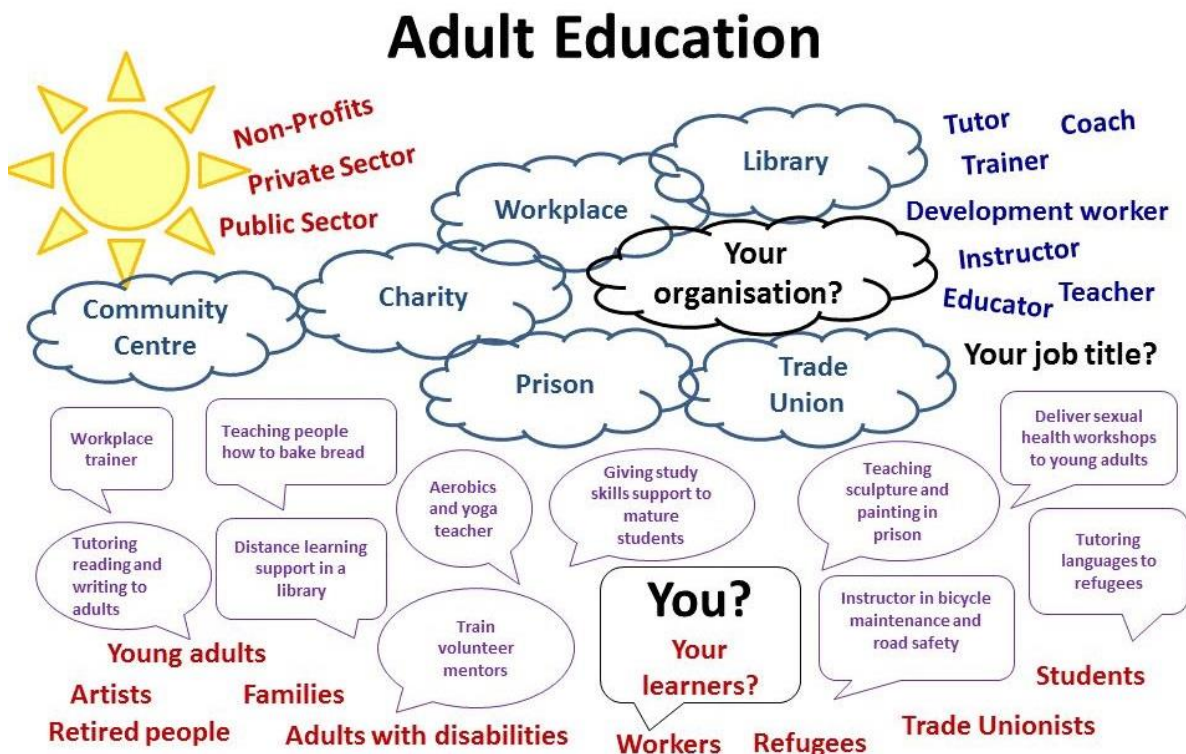 Adult Education
Non-Profits
Private Sector
Public Sector
Library
Workplace
Your
organisation?
Charity
Community
Centre
Prison
Trade
Union
Tutor
Coach
Trainer
Development worker
Instructor
Educator
Teacher
Your job title?
Workplace
trainer
Teaching people
how to bake bread
Aerobics
and yoga
teacher
Giving study
skills support to
mature
students
Teaching
sculpture and
painting in
prison
Deliver sexual
health workshops
to young adults
Tutoring
reading and
writing to
adults
Distance learning
support in a
library
Train
volunteer
mentors
You?
Your
learners?
Instructor in bicycle
maintenance and
road safety
Tutoring
languages to
refugees
Young adults
Artists
Families
Retired people
Adults with disabilities
Workers
Refugees
Trade Unionists
Students